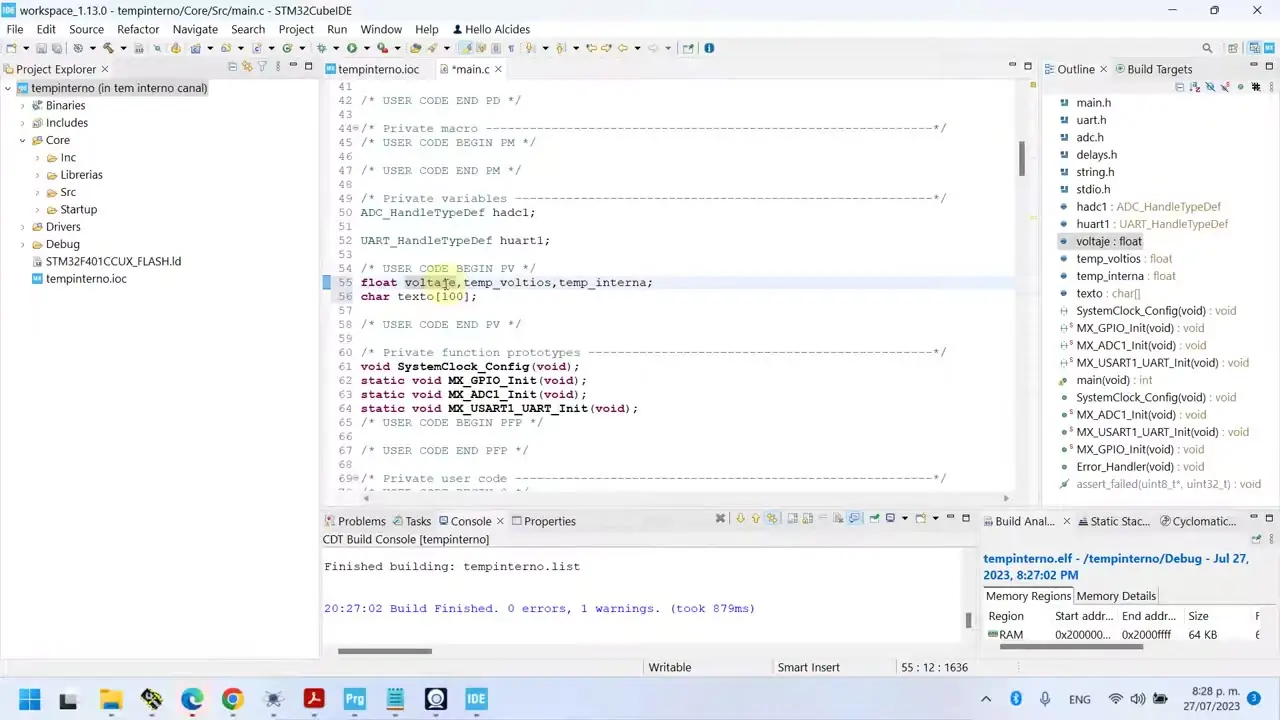 workspace_1.13.0 - tempinterno/Core/Src/main.c - STM32CubeIDE
File Edit Source Refactor Navigate Search Project Run Window Help Hello Alcides
Project Explorer
tempinterno (in tem interno canal)
Binaries
Includes
Core
Inc
Librerias
Src
Startup
Drivers
Debug
STM32F401CCUX_FLASH.ld
tempinterno.ioc
tempinterno.ioc *main.c
41
42 /* USER CODE END PD */
43
44 /* Private macro -------------------------------------------------------------*/
45 /* USER CODE BEGIN PM */
46
47 /* USER CODE END PM */
48
49 /* Private variables ---------------------------------------------------------*/
50 ADC_HandleTypeDef hadc1;
51
52 UART_HandleTypeDef huart1;
53
54 /* USER CODE BEGIN PV */
55 float voltaje,temp_voltios,temp_interna;
56 char texto[100];
57
58 /* USER CODE END PV */
59
60 /* Private function prototypes -----------------------------------------------*/
61 void SystemClock_Config(void);
62 static void MX_GPIO_Init(void);
63 static void MX_ADC1_Init(void);
64 static void MX_USART1_UART_Init(void);
65 /* USER CODE BEGIN PFP */
66
67 /* USER CODE END PFP */
68
69 /* Private user code ---------------------------------------------------------*/
Outline Build Targets
main.h
uart.h
adc.h
delays.h
string.h
stdio.h
hadc1 : ADC_HandleTypeDef
huart1 : UART_HandleTypeDef
voltaje : float
temp_voltios : float
temp_interna : float
texto : char[]
SystemClock_Config(void) : void
MX_GPIO_Init(void) : void
MX_ADC1_Init(void) : void
MX_USART1_UART_Init(void) : void
main(void) : int
SystemClock_Config(void) : void
MX_ADC1_Init(void) : void
MX_USART1_UART_Init(void) : void
MX_GPIO_Init(void) : void
Error_Handler(void) : void
assert_failed(uint8_t*, uint32_t) : void
Problems Tasks Console Properties
CDT Build Console [tempinterno]
Finished building: tempinterno.list
20:27:02 Build Finished. 0 errors, 1 warnings. (took 879ms)
Build Anal... Static Stac... Cyclomatic...
tempinterno.elf - /tempinterno/Debug - Jul 27,
2023, 8:27:02 PM
Memory Regions Memory Details
Region Start addr... End addr... Size F
RAM 0x200000... 0x2000ffff 64 KB 6
Writable Smart Insert 55 : 12 : 1636
Prg IDE ENG 8:28 p. m.
27/07/2023 3